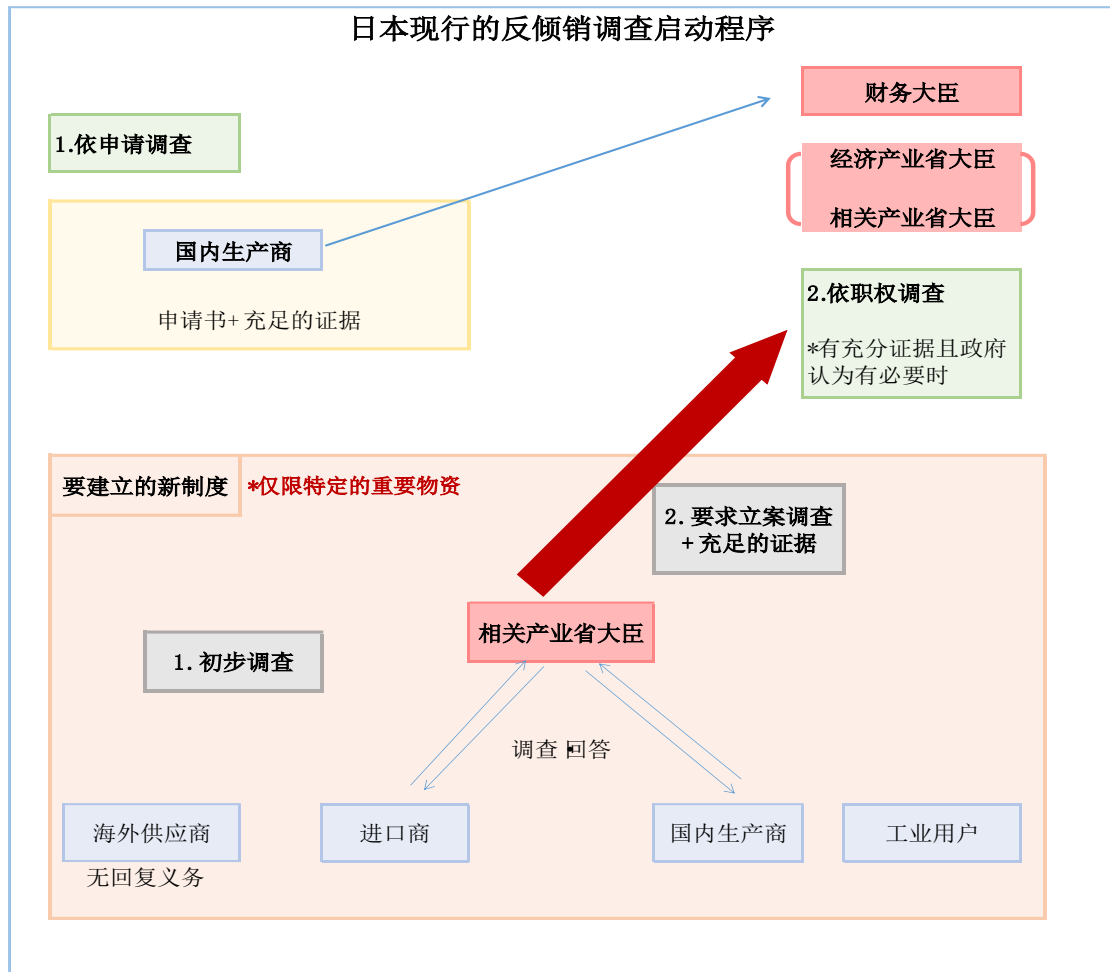 日本现行的反倾销调查启动程序
财务大臣
1.依申请调查
经济产业省大臣
相关产业省大臣
国内生产商
申请书+ 充足的证据
2.依职权调查
*有充分证据且政府
认为有必要时
要建立的新制度
*仅限特定的重要物资
2. 要求立案调查
+ 充足的证据
相关产业省大臣
1. 初步调查
调查•回答
海外供应商
进口商
国内生产商
工业用户
无回复义务